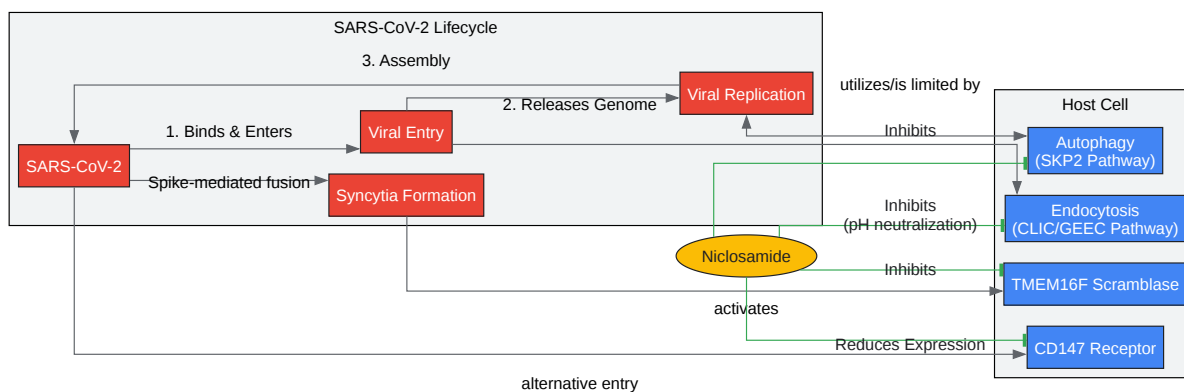 SARS-CoV-2 Lifecycle
3. Assembly
utilizes/is limited by
Viral Replication
Host Cell
2. Releases Genome
1. Binds & Enters
Viral Entry
Inhibits
Autophagy
(SKP2 Pathway)
SARS-CoV-2
Spike-mediated fusion
Syncytia Formation
Inhibits
(pH neutralization)
Endocytosis
(CLIC/GEEC Pathway)
Niclosamide
Inhibits
TMEM16F Scramblase
activates
Reduces Expression
CD147 Receptor
alternative entry